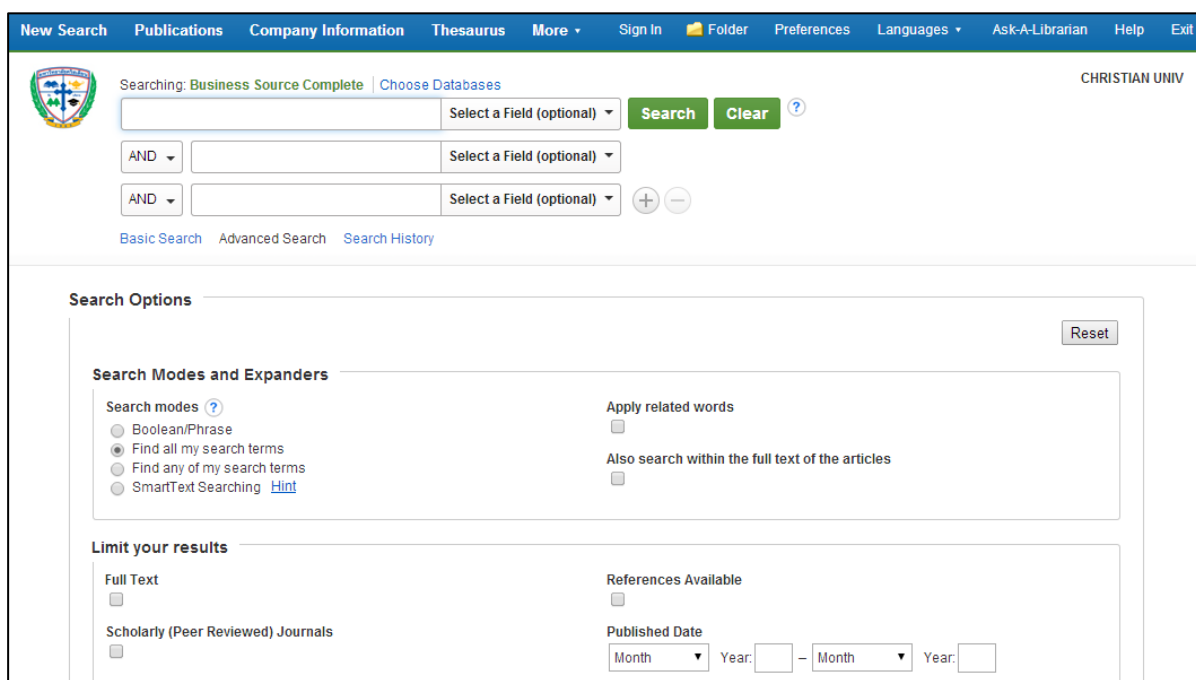 New Search Publications Company Information Thesaurus More Sign In Folder Preferences Languages Ask-A-Librarian Help Exit
Searching: Business Source Complete Choose Databases
CHRISTIAN UNIV
Select a Field (optional) Search Clear ?
AND Select a Field (optional)
AND Select a Field (optional)
Basic Search Advanced Search Search History
Search Options
Reset
Search Modes and Expanders
Search modes ?
Boolean/Phrase
Find all my search terms
Find any of my search terms
SmartText Searching Hint
Apply related words
Also search within the full text of the articles
Limit your results
Full Text
References Available
Scholarly (Peer Reviewed) Journals
Published Date
Month Year: – Month Year: